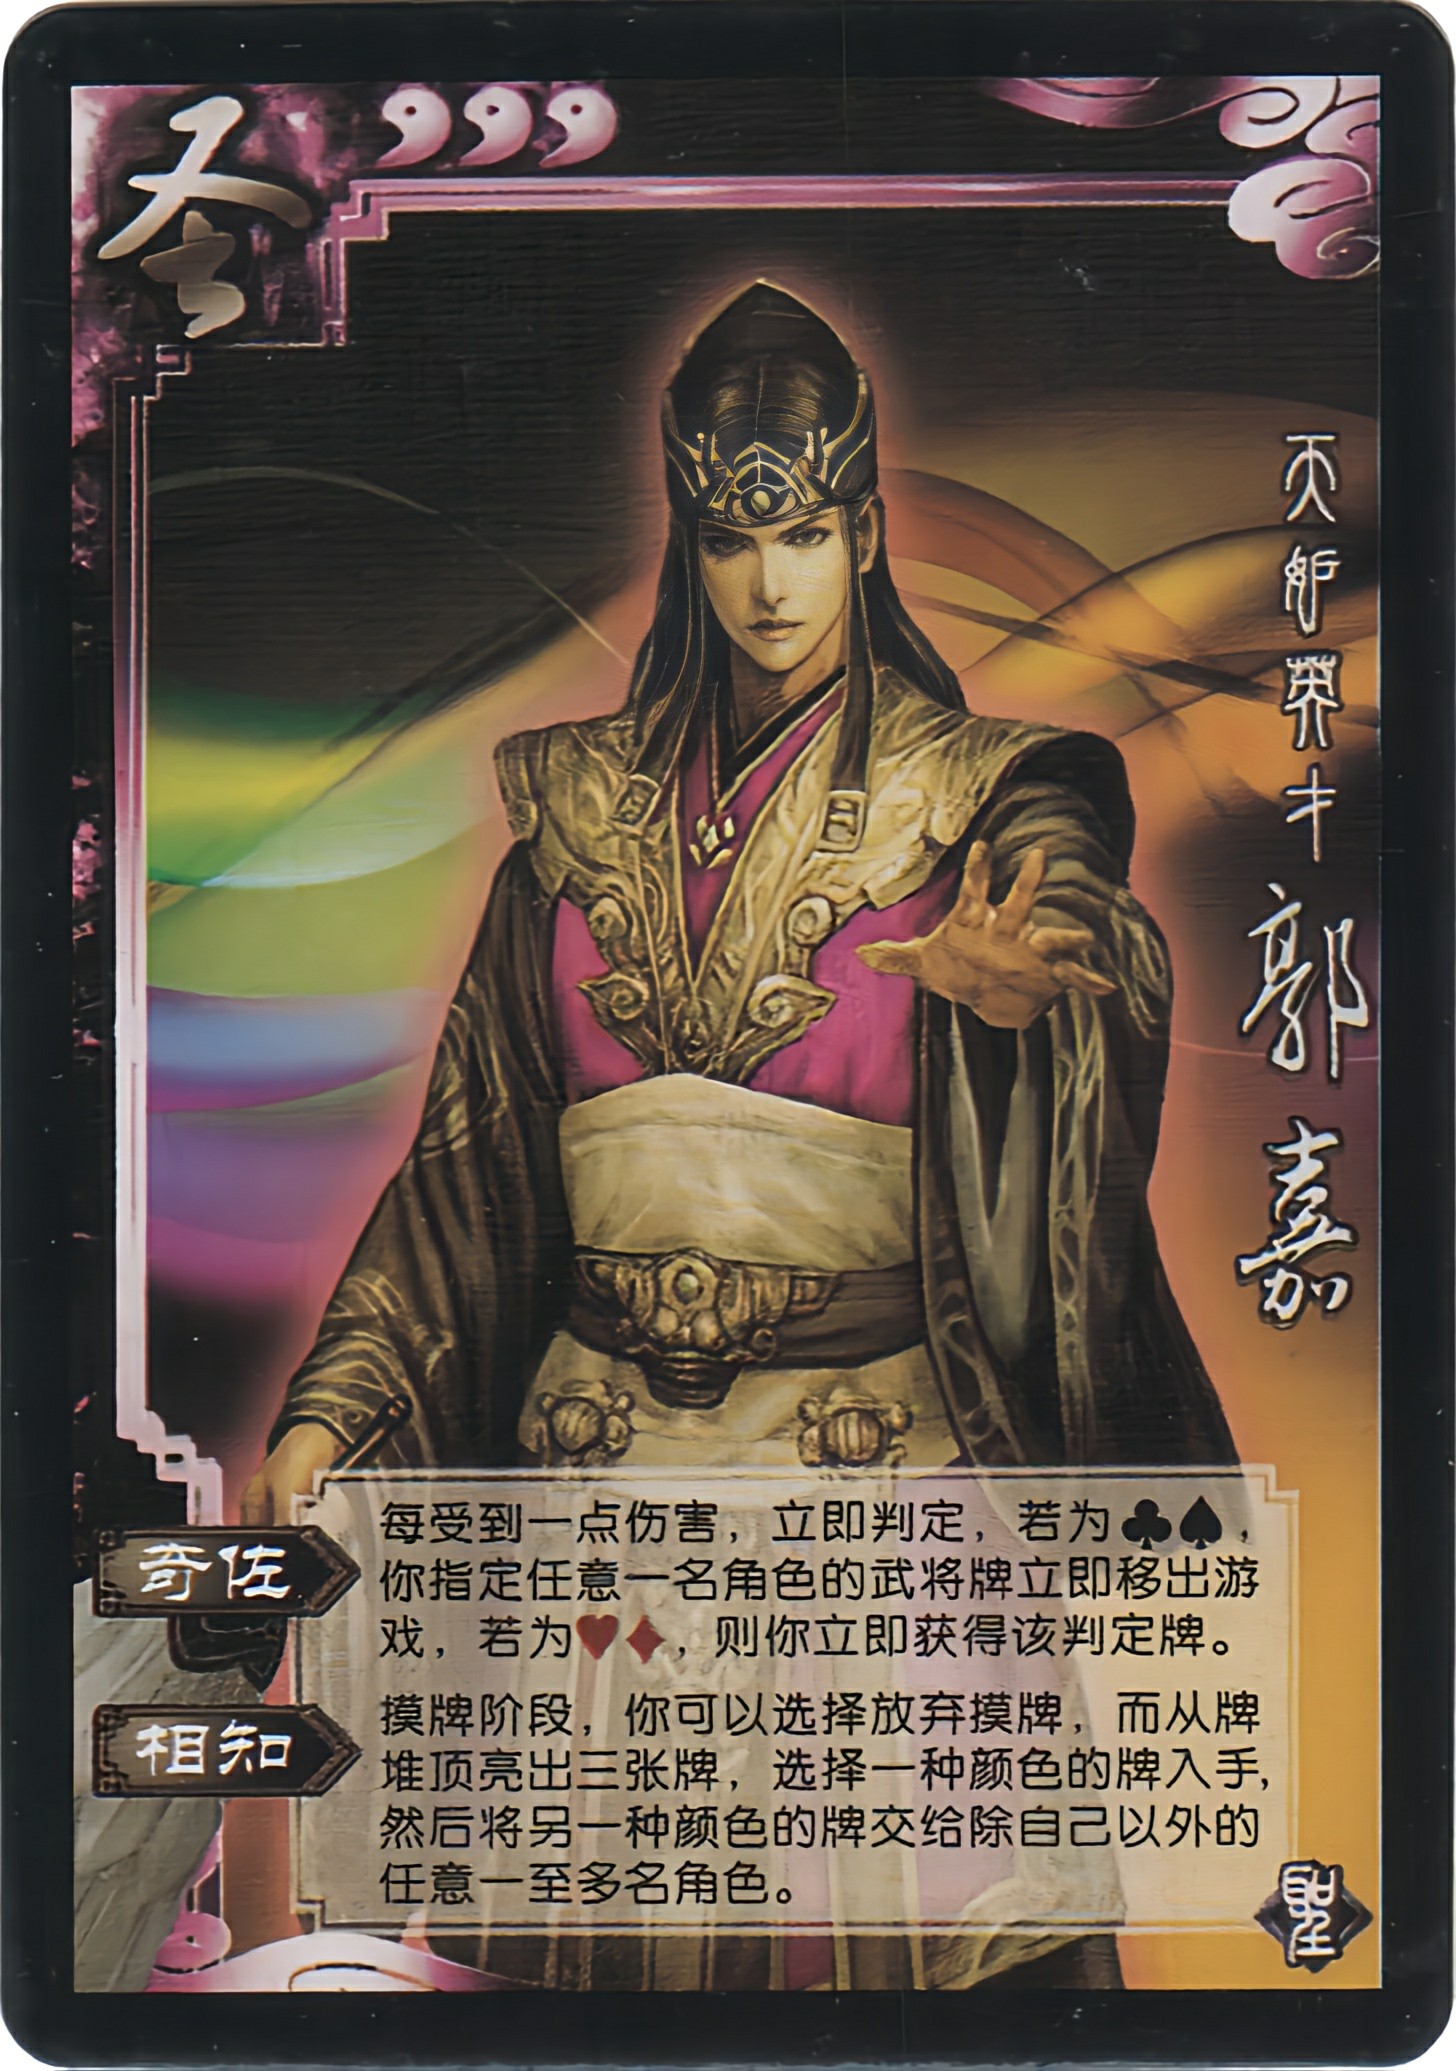 圣
天妒英才
郭嘉
奇佐
每受到一点伤害，立即判定，若为♣♠，
你指定任意一名角色的武将牌立即移出游
戏，若为♥♦，则你立即获得该判定牌。
相知
摸牌阶段，你可以选择放弃摸牌，而从牌
堆顶亮出三张牌，选择一种颜色的牌入手，
然后将另一种颜色的牌交给除自己以外的
任意一至多名角色。
聖